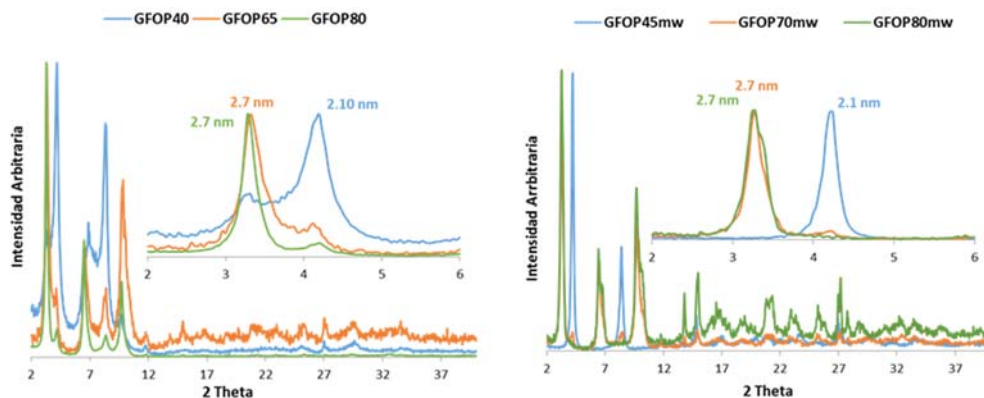 GFOP40 GFOP65 GFOP80
Intensidad Arbitraria
2.7 nm
2.10 nm
2.7 nm
2 3 4 5 6
2 7 12 17 22 27 32 37
2 Theta
GFOP45mw GFOP70mw GFOP80mw
Intensidad Arrbitraria
2.7 nm
2.7 nm
2.1 nm
2 3 4 5 6
2 7 12 17 22 27 32 37
2 Theta